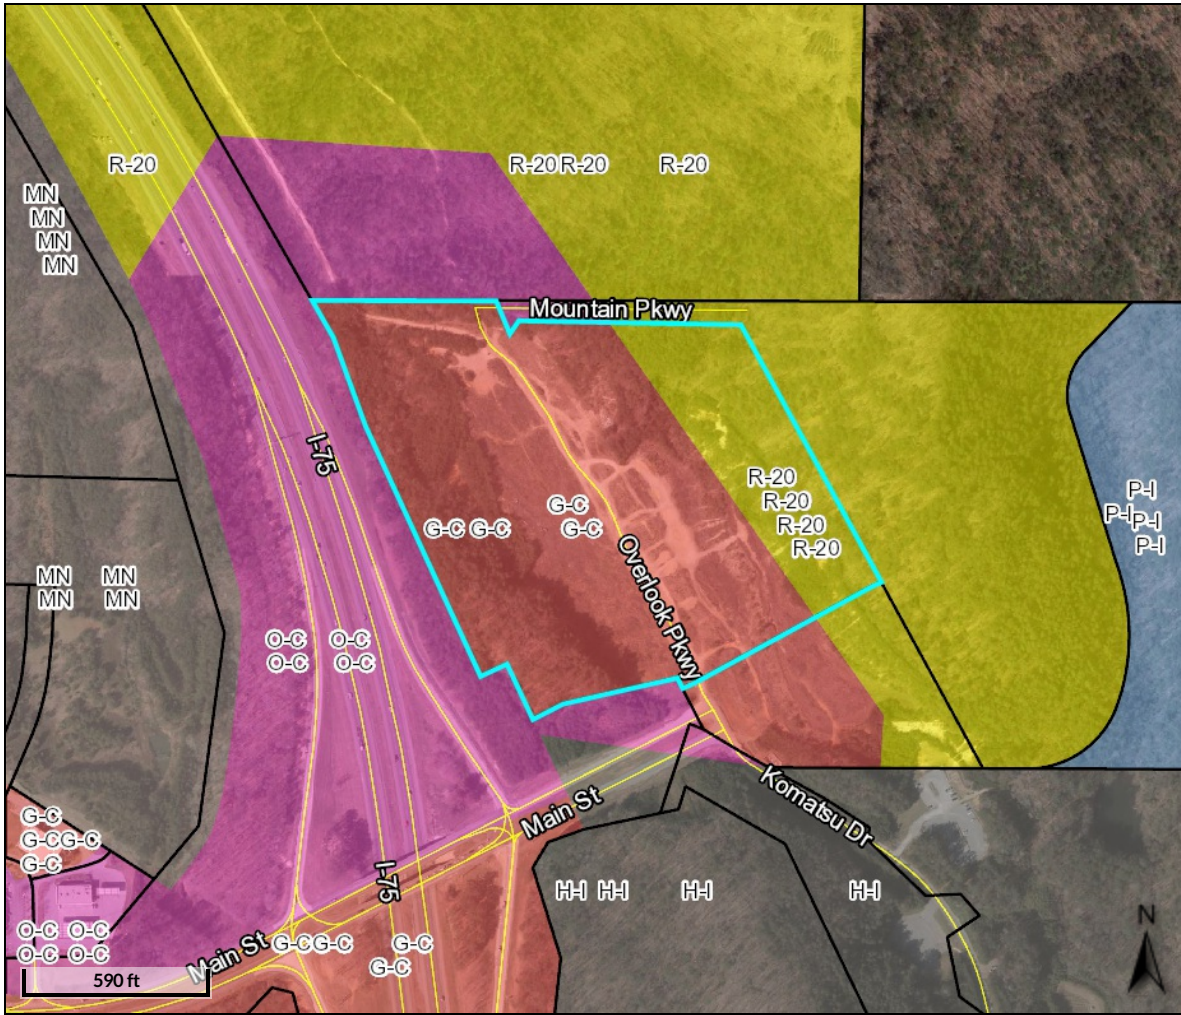 R-20
R-20 R-20
R-20
MN
MN
MN
MN
Mountain Pkwy
I-75
R-20
R-20
R-20
R-20
P-I
P-I P-I
P-I
G-C
G-C G-C
G-C
Overlook Pkwy
MN MN
MN MN
O-C O-C
O-C O-C
Komatsu Dr
Main St
G-C
G-C G-C
G-C
I-75
H-I H-I H-I H-I
O-C O-C
O-C O-C
Main St
G-C G-C G-C
G-C
N
590 ft